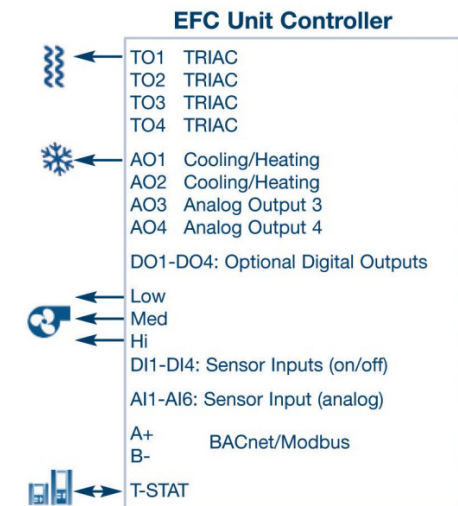 EFC Unit Controller
TO1 TRIAC
TO2 TRIAC
TO3 TRIAC
TO4 TRIAC
AO1 Cooling/Heating
AO2 Cooling/Heating
AO3 Analog Output 3
AO4 Analog Output 4
DO1-DO4: Optional Digital Outputs
Low
Med
Hi
DI1-DI4: Sensor Inputs (on/off)
AI1-AI6: Sensor Input (analog)
A+
B-
BACnet/Modbus
T-STAT